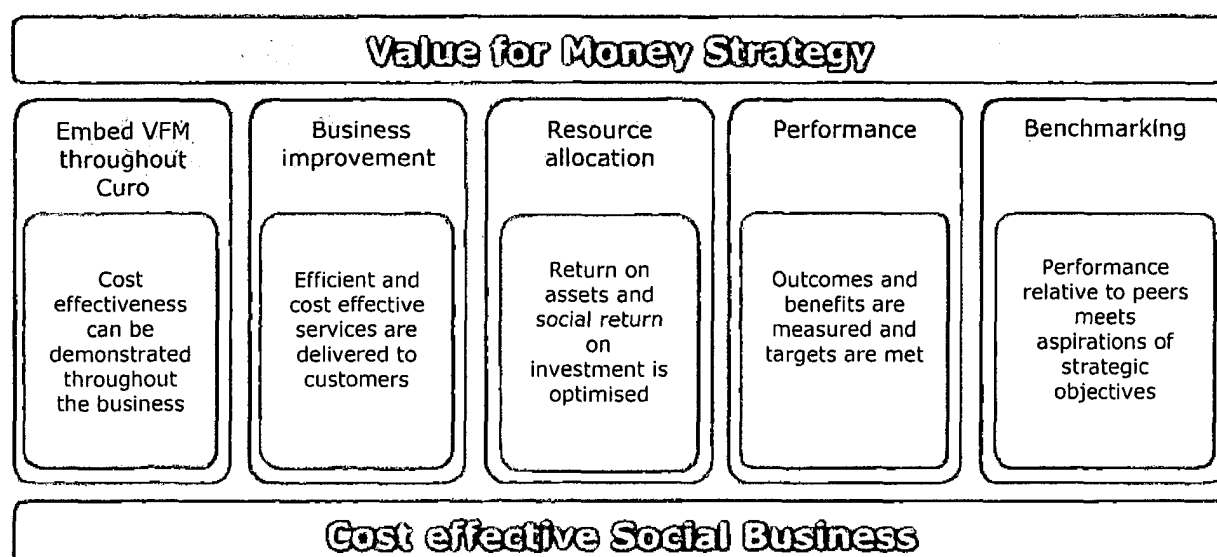 Value for Money Strategy
Embed VFM
throughout
Curo
Cost
effectiveness
can be
demonstrated
throughout
the business
Business
improvement
Efficient and
cost effective
services are
delivered to
customers
Resource
allocation
Return on
assets and
social return
on
investment is
optimised
Performance
Outcomes and
benefits are
measured and
targets are met
Benchmarking
Performance
relative to peers
meets
aspirations of
strategic
objectives
Cost effective Social Business